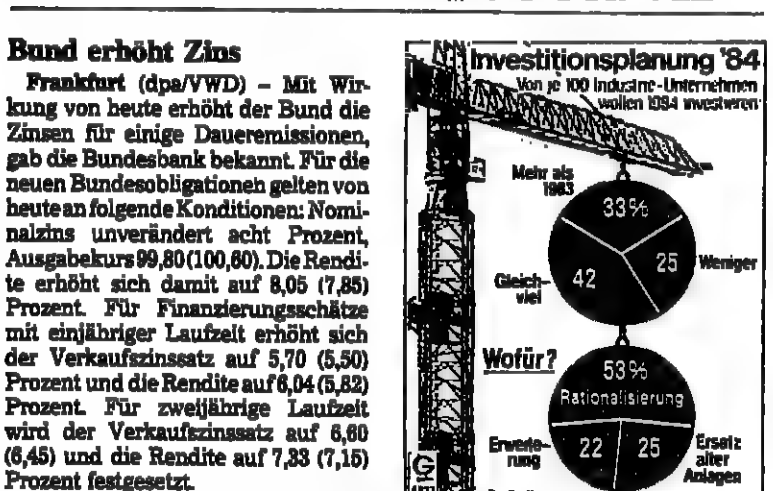 Bund erhöht Zins
Frankfurt (dpa/VWD) – Mit Wir-
kung von heute erhöht der Bund die
Zinsen für einige Daueremissionen,
gab die Bundesbank bekannt. Für die
neuen Bundesobligationen gelten von
heute an folgende Konditionen: Nomi-
nalzins unverändert acht Prozent,
Ausgabekurs 99,80 (100,60). Die Rendi-
te erhöht sich damit auf 8,05 (7,85)
Prozent. Für Finanzierungsschätze
mit einjähriger Laufzeit erhöht sich
der Verkaufszinssatz auf 5,70 (5,50)
Prozent und die Rendite auf 6,04 (5,82)
Prozent. Für zweijährige Laufzeit
wird der Verkaufszinssatz auf 6,60
(6,45) und die Rendite auf 7,33 (7,15)
Prozent festgesetzt.
Investitionsplanung '84
Von je 100 Industrie-Unternehmen
wollen 1984 investieren
Mehr als
1983
33%
Gleich-
viel
42
25
Weniger
Wofür?
53%
Rationalisierung
Erweite-
rung
22
25
Ersatz
alter
Anlagen
G